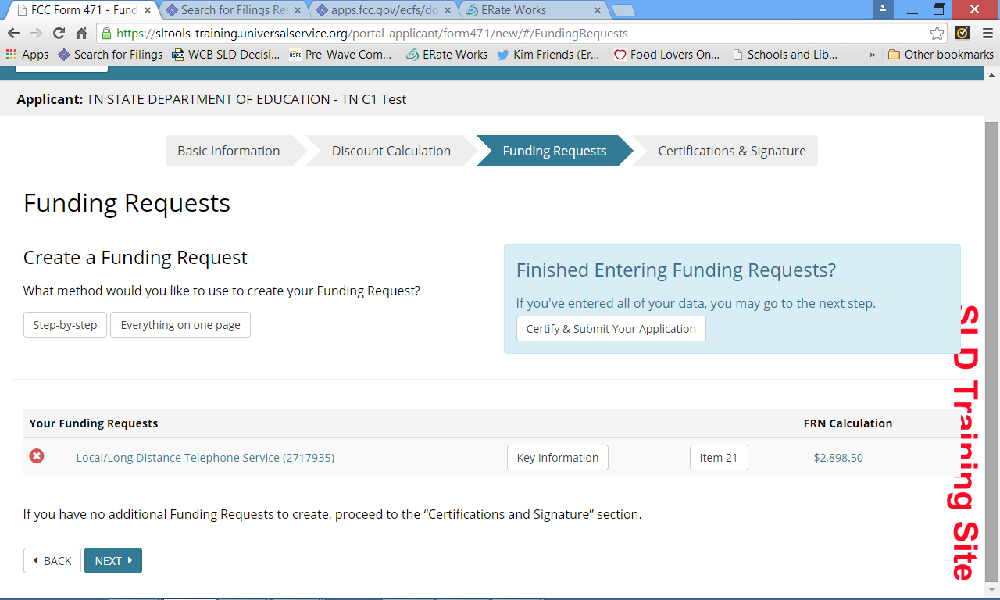 FCC Form 471 - Fund
Search for Filings Res
apps.fcc.gov/ecfs/do
ERate Works
https://sltools-training.universalservice.org/portal-applicant/form471/new/#/FundingRequests
Apps Search for Filings WCB SLD Decisi... Pre-Wave Com... ERate Works Kim Friends (Er... Food Lovers On... Schools and Lib... » Other bookmarks
Applicant: TN STATE DEPARTMENT OF EDUCATION - TN C1 Test
Basic Information Discount Calculation Funding Requests Certifications & Signature
Funding Requests
Create a Funding Request
What method would you like to use to create your Funding Request?
Step-by-step Everything on one page
Finished Entering Funding Requests?
If you've entered all of your data, you may go to the next step.
Certify & Submit Your Application
Your Funding Requests FRN Calculation
Local/Long Distance Telephone Service (2717935) Key Information Item 21 $2,898.50
If you have no additional Funding Requests to create, proceed to the “Certifications and Signature” section.
BACK NEXT
SLD Training Site